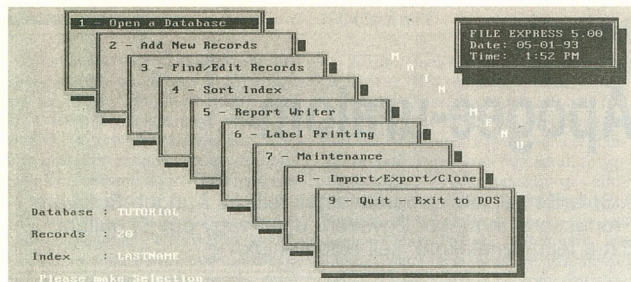 1 - Open a Database
2 - Add New Records
3 - Find/Edit Records
4 - Sort Index
5 - Report Writer
6 - Label Printing
7 - Maintenance
8 - Import/Export/Clone
9 - Quit - Exit to DOS
MAIN MENU
FILE EXPRESS 5.00
Date: 05-01-93
Time: 1:52 PM
Database : TUTORIAL
Records : 20
Index : LASTNAME
Please make Selection